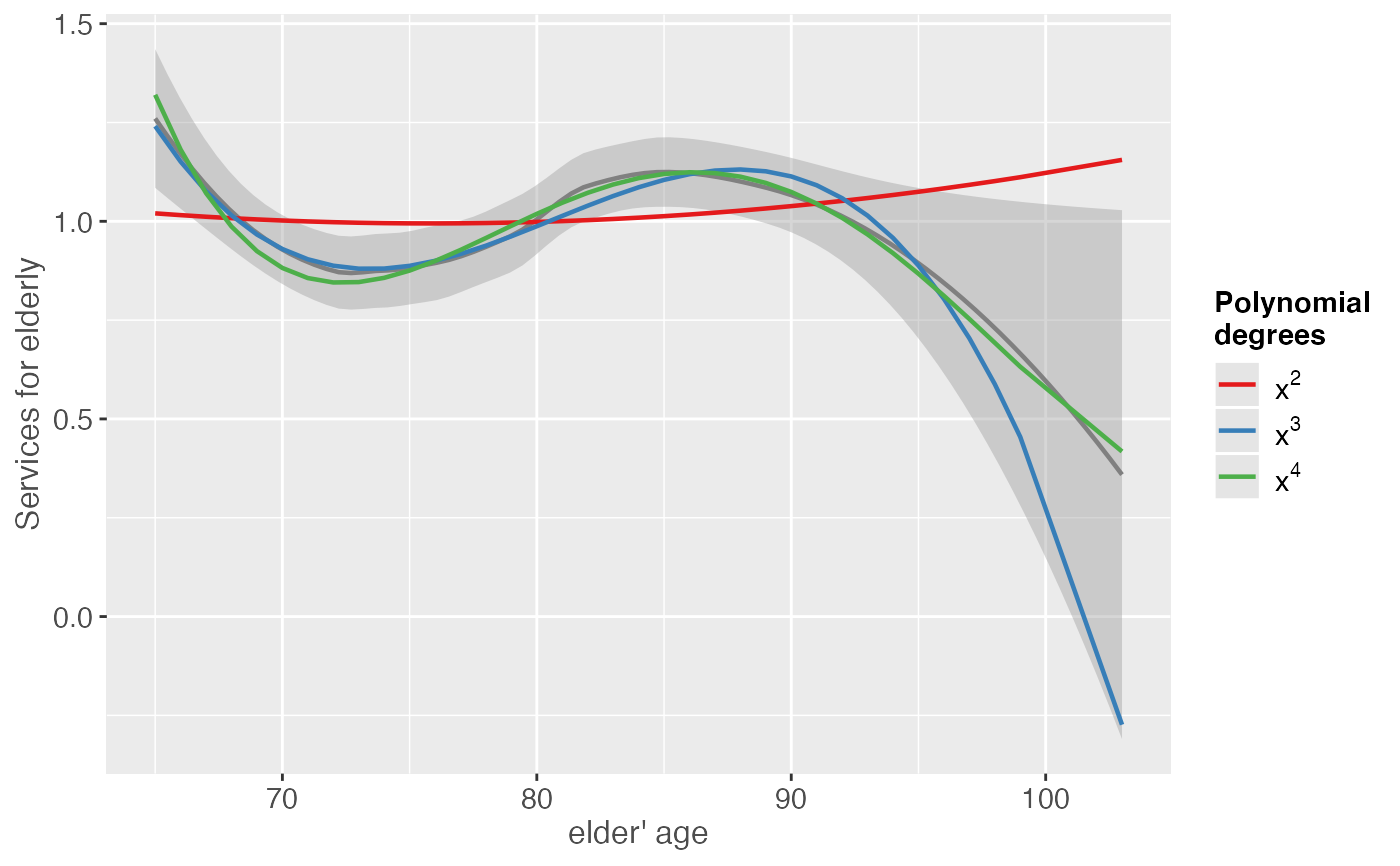 1.5
1.0
0.5
0.0
Services for elderly
70 80 90 100
elder' age
Polynomial
degrees
x²
x³
x⁴